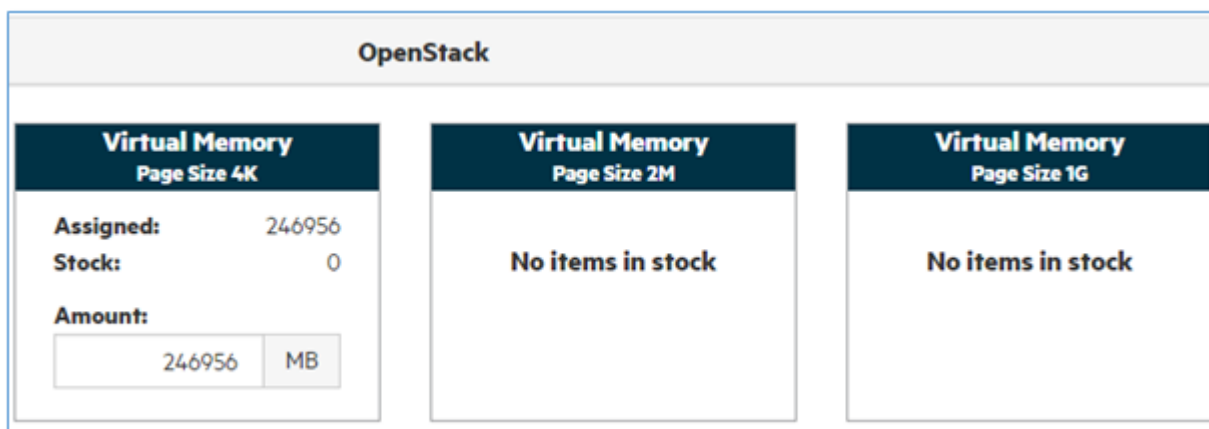 OpenStack
Virtual Memory
Page Size 4K
Assigned: 246956
Stock: 0
Amount:
246956 MB
Virtual Memory
Page Size 2M
No items in stock
Virtual Memory
Page Size 1G
No items in stock